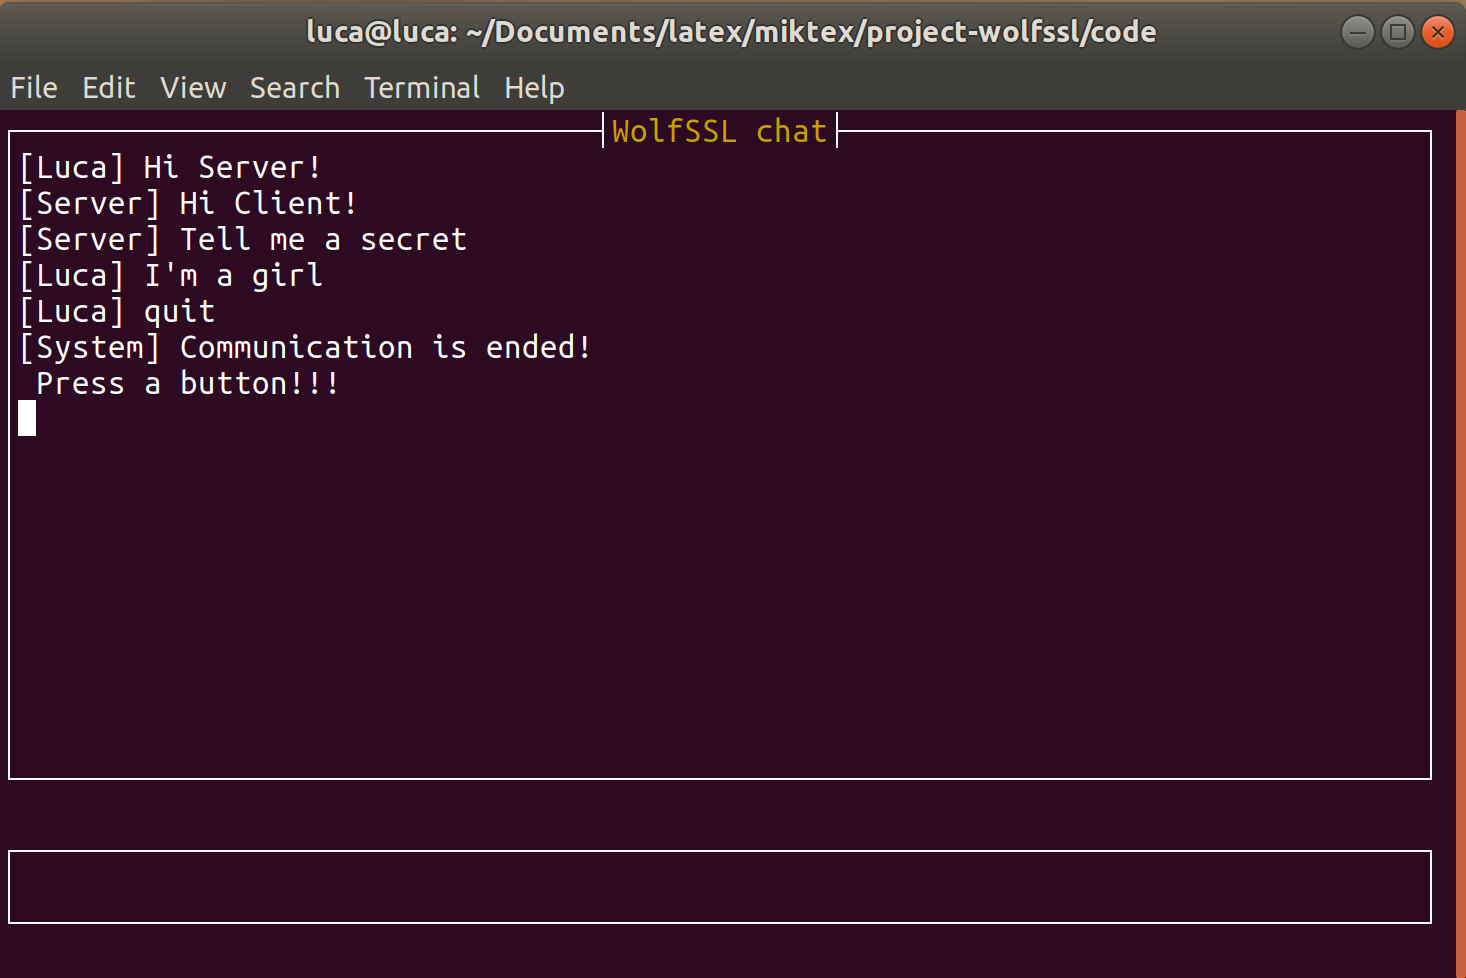 luca@luca: ~/Documents/latex/miktex/project-wolfssl/code
File Edit View Search Terminal Help
WolfSSL chat
[Luca] Hi Server!
[Server] Hi Client!
[Server] Tell me a secret
[Luca] I'm a girl
[Luca] quit
[System] Communication is ended!
Press a button!!!